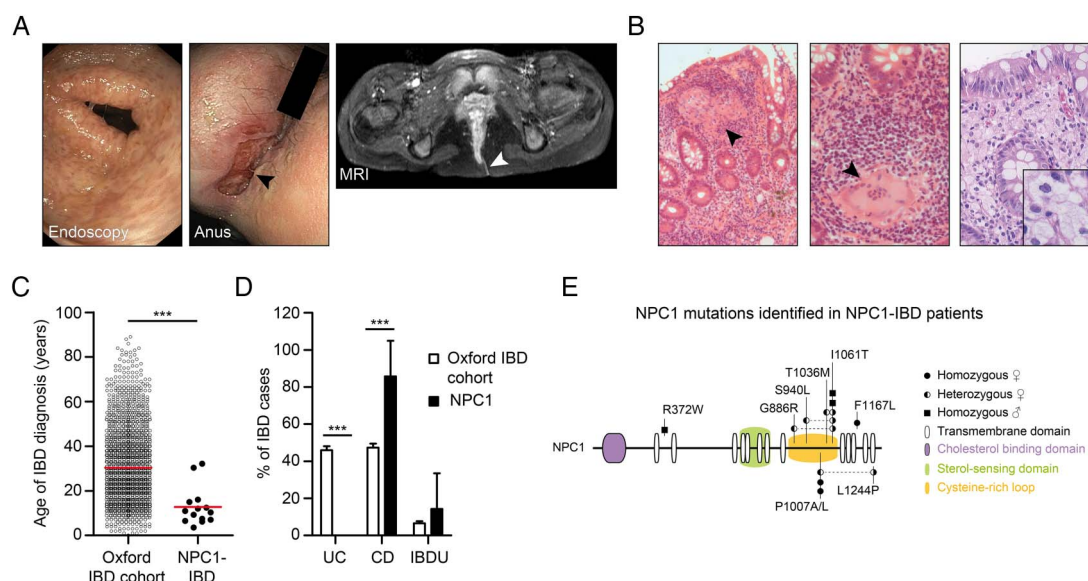 A
Endoscopy
Anus
MRI
B
C
Age of IBD diagnosis (years)
100
80
60
40
20
0
***
Oxford
IBD cohort
NPC1-
IBD
D
% of IBD cases
120
100
80
60
40
20
0
***
***
UC
CD
IBDU
Oxford IBD
cohort
NPC1
E
NPC1 mutations identified in NPC1-IBD patients
I1061T
T1036M
S940L
G886R
R372W
F1167L
NPC1
L1244P
P1007A/L
Homozygous ♀
Heterozygous ♀
Homozygous ♂
Transmembrane domain
Cholesterol binding domain
Sterol-sensing domain
Cysteine-rich loop